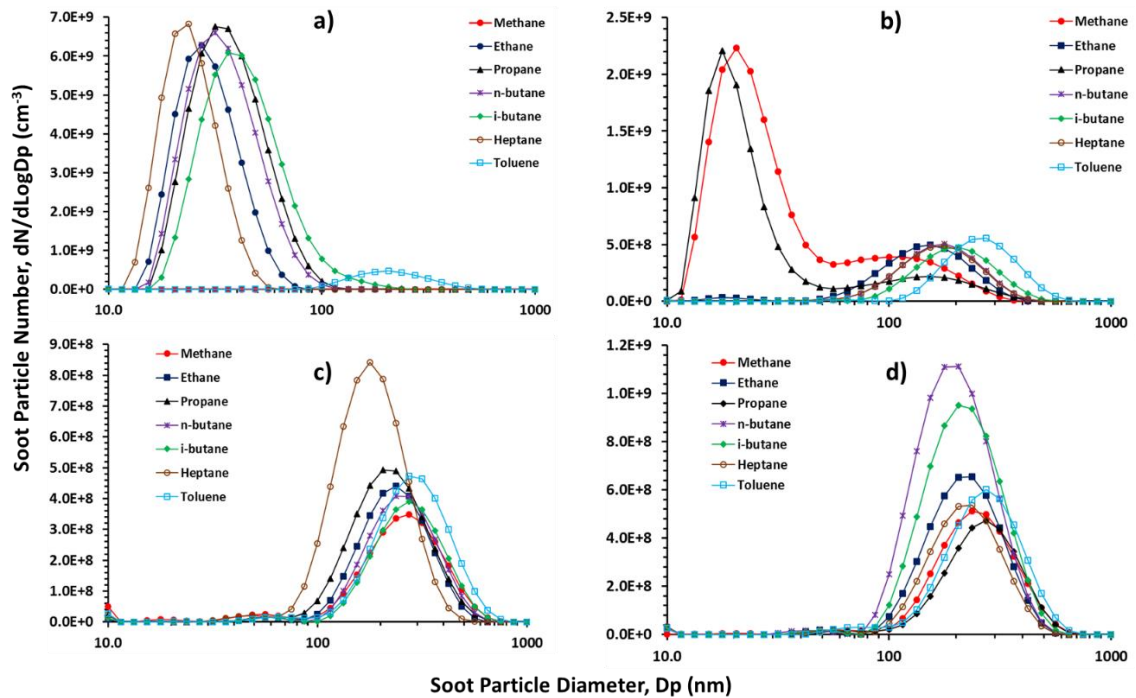 Soot Particle Number, dN/dLogDp (cm⁻³)
a)
7.0E+9
6.0E+9
5.0E+9
4.0E+9
3.0E+9
2.0E+9
1.0E+9
0.0E+0
10.0
100
1000
Methane
Ethane
Propane
n-butane
i-butane
Heptane
Toluene
b)
2.5E+9
2.0E+9
1.5E+9
1.0E+9
5.0E+8
0.0E+0
10.0
100
1000
Methane
Ethane
Propane
n-butane
i-butane
Heptane
Toluene
c)
9.0E+8
8.0E+8
7.0E+8
6.0E+8
5.0E+8
4.0E+8
3.0E+8
2.0E+8
1.0E+8
0.0E+0
10.0
100
1000
Methane
Ethane
Propane
n-butane
i-butane
Heptane
Toluene
d)
1.2E+9
1.0E+9
8.0E+8
6.0E+8
4.0E+8
2.0E+8
0.0E+0
10.0
100
1000
Methane
Ethane
Propane
n-butane
i-butane
Heptane
Toluene
Soot Particle Diameter, Dp (nm)